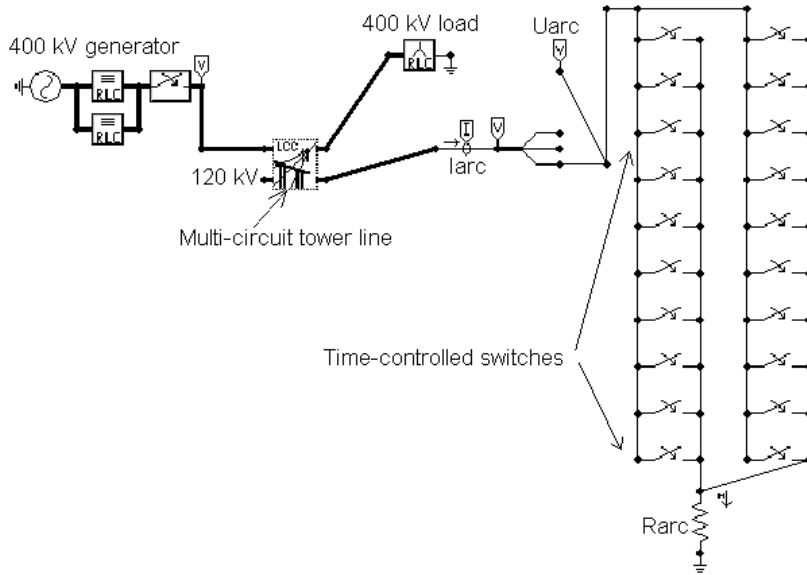 400 kV generator
400 kV load
Uarc
V
RLC
RLC
RLC
V
I
V
LCC
Iarc
120 kV
Multi-circuit tower line
Time-controlled switches
Rarc